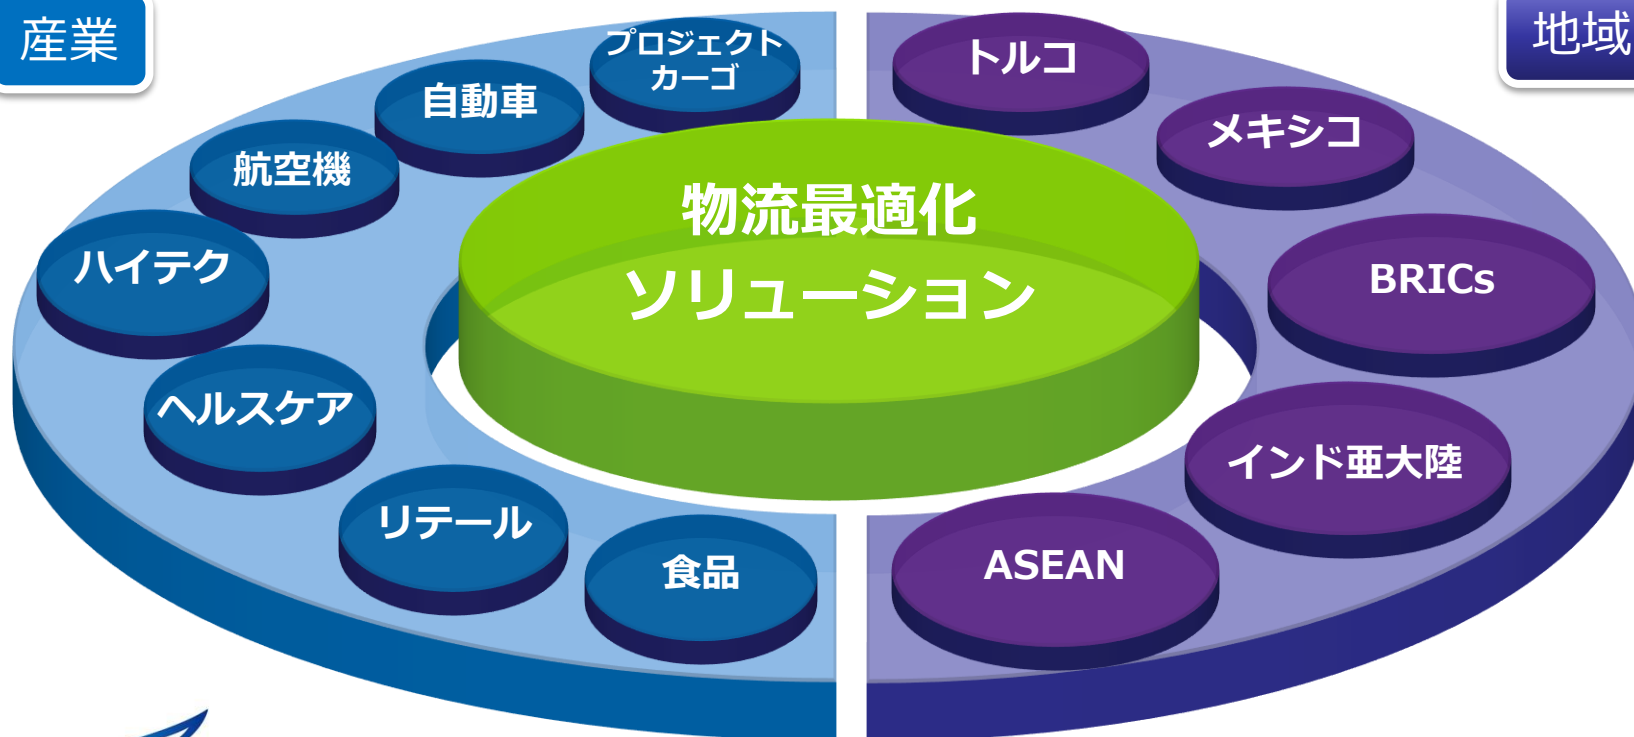 産業
地域
プロジェクト
カーゴ
自動車
航空機
ハイテク
ヘルスケア
リテール
食品
物流最適化
ソリューション
トルコ
メキシコ
BRICs
インド亜大陸
ASEAN